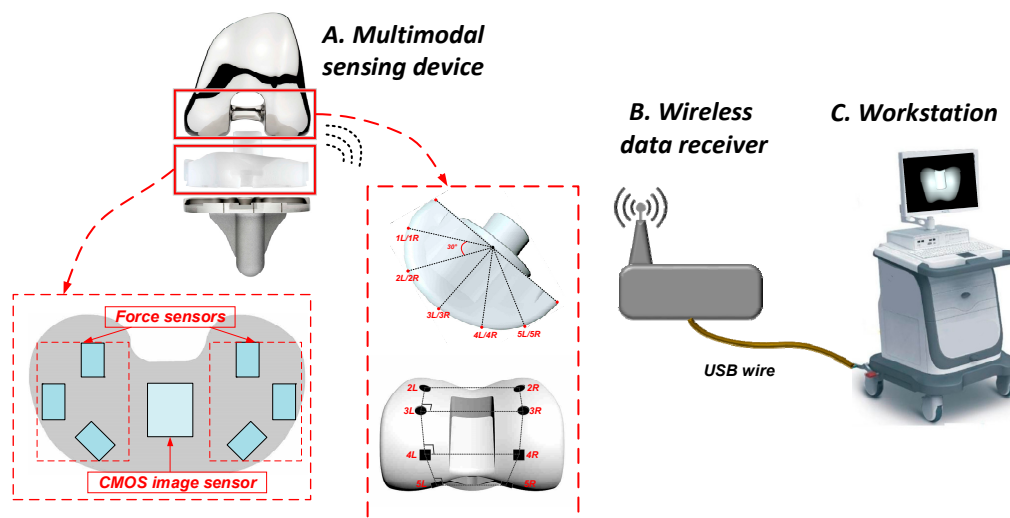 A. Multimodal
sensing device
B. Wireless
data receiver
C. Workstation
1L/1R
30°
2L/2R
3L/3R
4L/4R
5L/5R
Force sensors
CMOS image sensor
2L
2R
3L
3R
4L
4R
5L
5R
USB wire